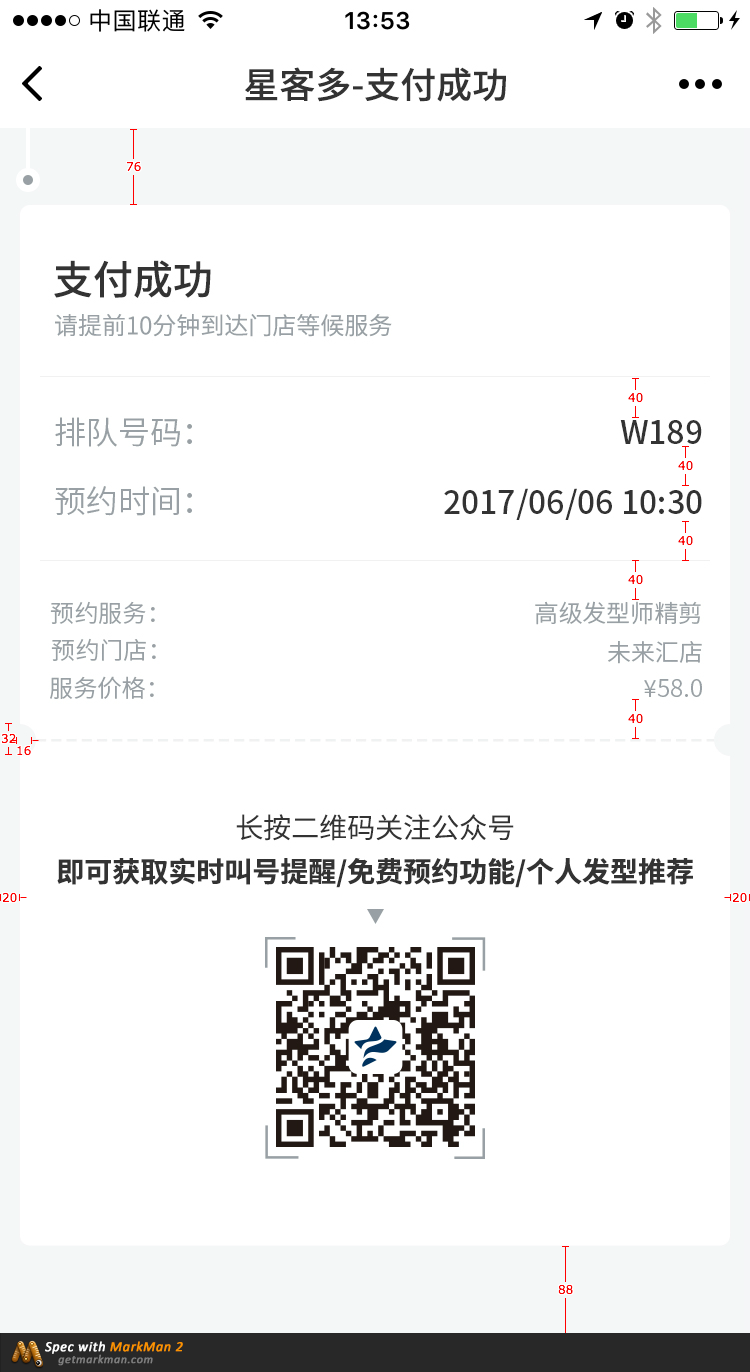 中国联通 13:53
星客多-支付成功
76
支付成功
请提前10分钟到达门店等候服务
40
排队号码： W189
40
预约时间： 2017/06/06 10:30
40
40
预约服务： 高级发型师精剪
预约门店： 未来汇店
服务价格： ¥58.0
40
32
16
长按二维码关注公众号
即可获取实时叫号提醒/免费预约功能/个人发型推荐
20 20
88
Spec with MarkMan 2
getmarkman.com